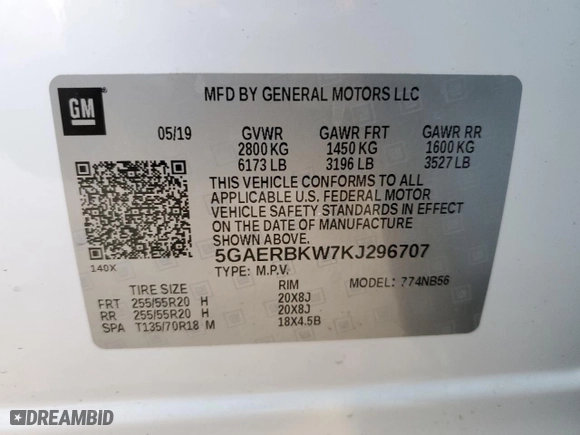 GM
MFD BY GENERAL MOTORS LLC
05/19 GVWR GAWR FRT GAWR RR
2800 KG 1450 KG 1600 KG
6173 LB 3196 LB 3527 LB
THIS VEHICLE CONFORMS TO ALL
APPLICABLE U.S. FEDERAL MOTOR
VEHICLE SAFETY STANDARDS IN EFFECT
ON THE DATE OF MANUFACTURE
SHOWN ABOVE.
5GAERBKW7KJ296707
140X
TYPE: M.P.V. MODEL: 774NB56
TIRE SIZE RIM
FRT 255/55R20 H 20X8J
RR 255/55R20 H 20X8J
SPA T135/70R18 M 18X4.5B
DREAMBID